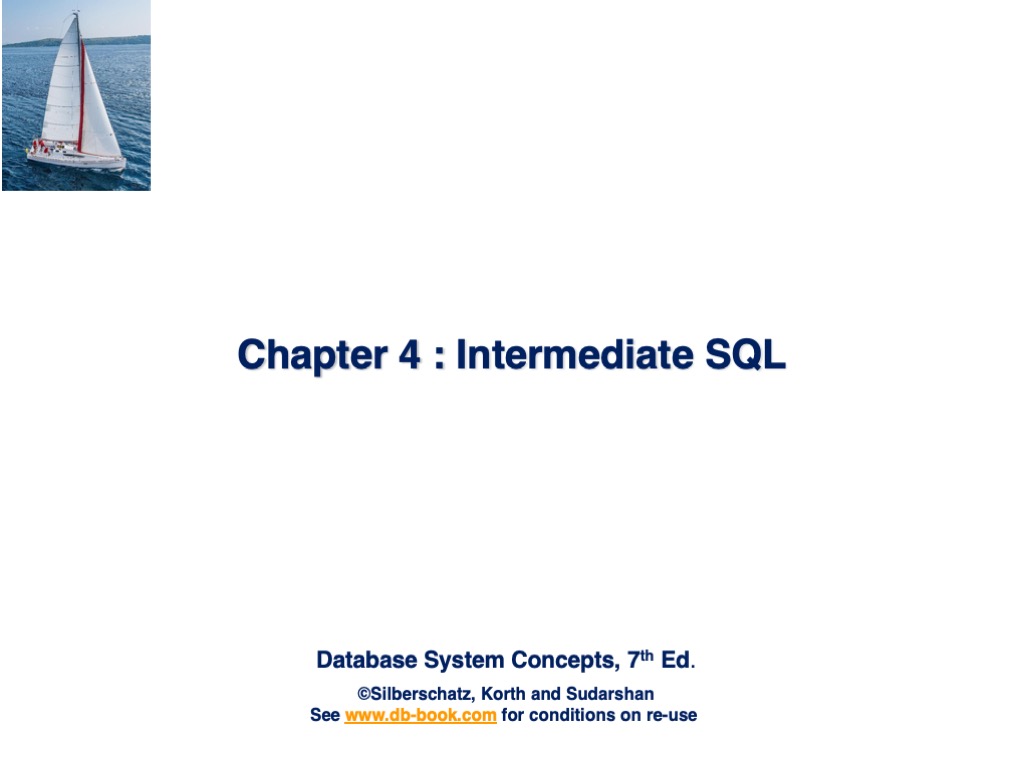 Chapter 4 : Intermediate SQL
Database System Concepts, 7th Ed.
©Silberschatz, Korth and Sudarshan
See www.db-book.com for conditions on re-use